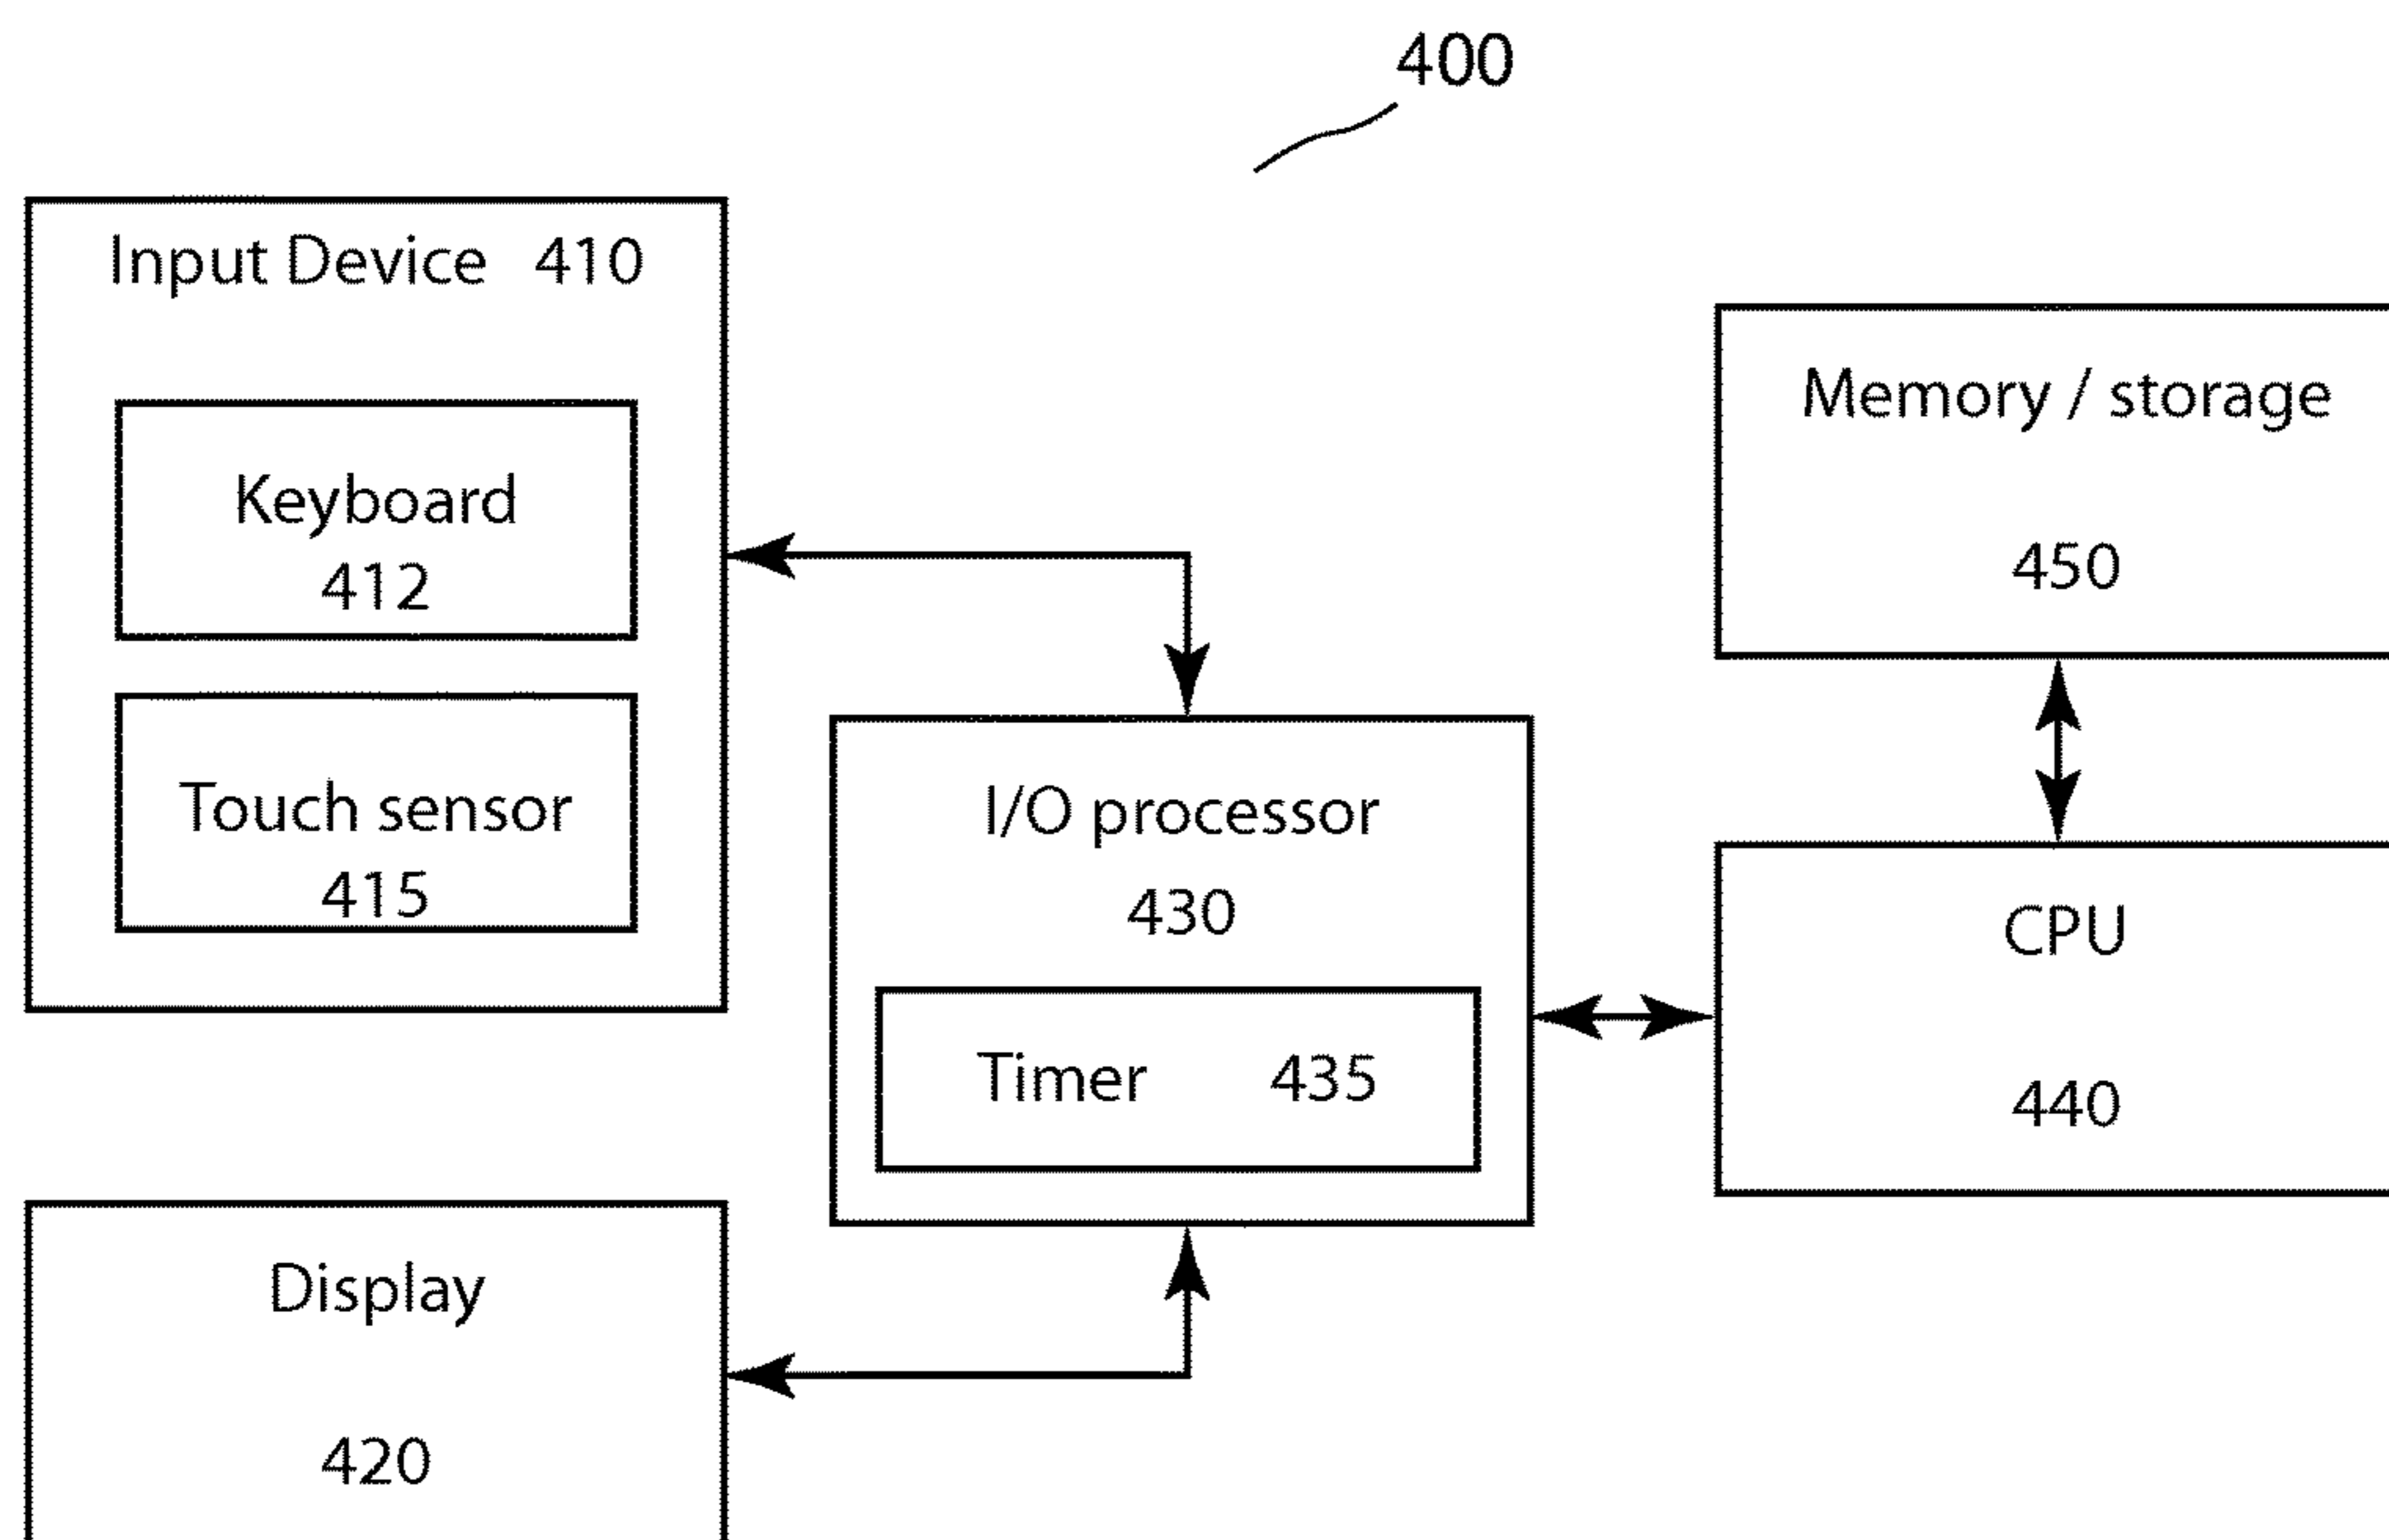 400
Input Device 410
Keyboard
412
Touch sensor
415
I/O processor
430
Timer 435
Memory / storage
450
CPU
440
Display
420